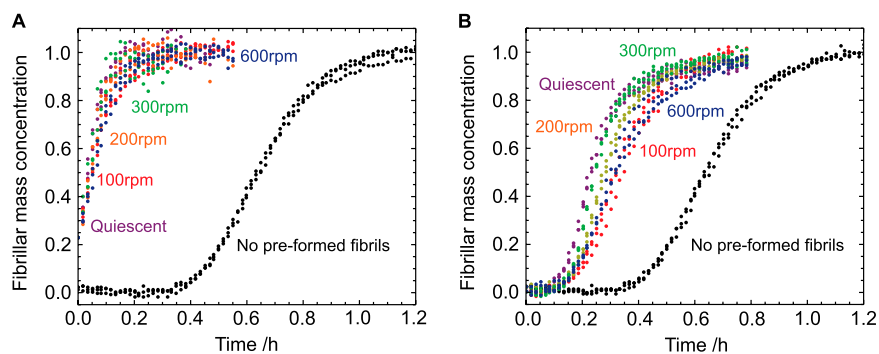 A
Fibrillar mass concentration
1.0
0.8
0.6
0.4
0.2
0.0
600rpm
300rpm
200rpm
100rpm
Quiescent
No pre-formed fibrils
0.0 0.2 0.4 0.6 0.8 1.0 1.2
Time /h
B
Fibrillar mass concentration
1.0
0.8
0.6
0.4
0.2
0.0
300rpm
Quiescent
600rpm
200rpm
100rpm
No pre-formed fibrils
0.0 0.2 0.4 0.6 0.8 1.0 1.2
Time /h